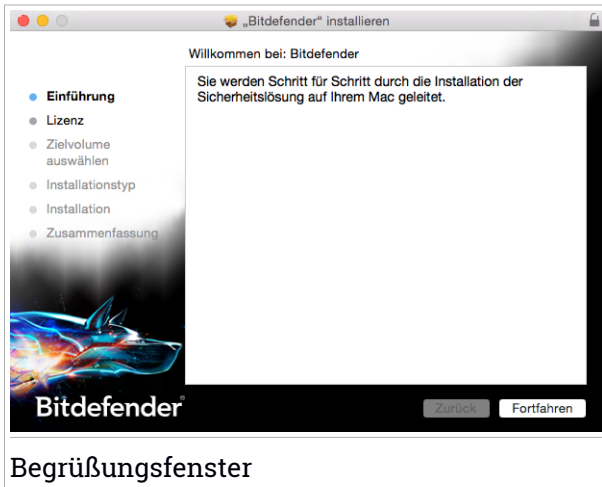 „Bitdefender“ installieren
Willkommen bei: Bitdefender
Einführung
Lizenz
Zielvolume
auswählen
Installationstyp
Installation
Zusammenfassung
Sie werden Schritt für Schritt durch die Installation der
Sicherheitslösung auf Ihrem Mac geleitet.
Bitdefender®
Zurück
Fortfahren
Begrüßungsfenster